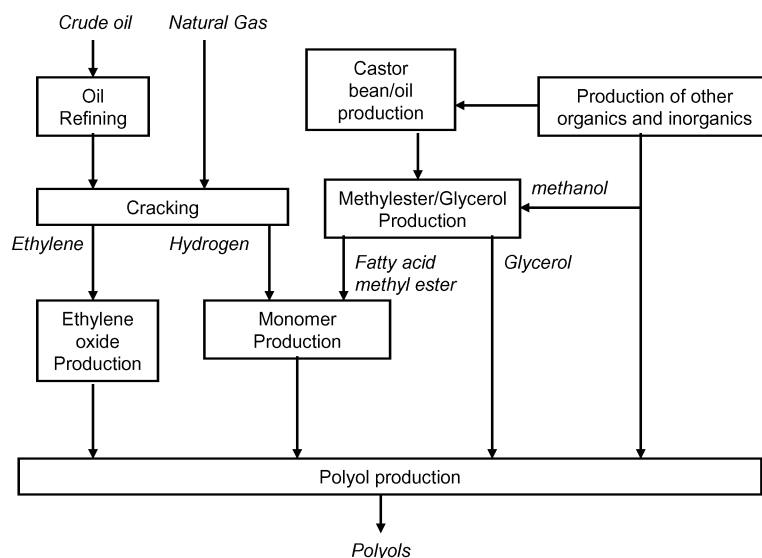 Crude oil
Natural Gas
Oil
Refining
Castor
bean/oil
production
Production of other
organics and inorganics
Cracking
Methylester/Glycerol
Production
methanol
Ethylene
Hydrogen
Fatty acid
methyl ester
Glycerol
Ethylene
oxide
Production
Monomer
Production
Polyol production
Polyols